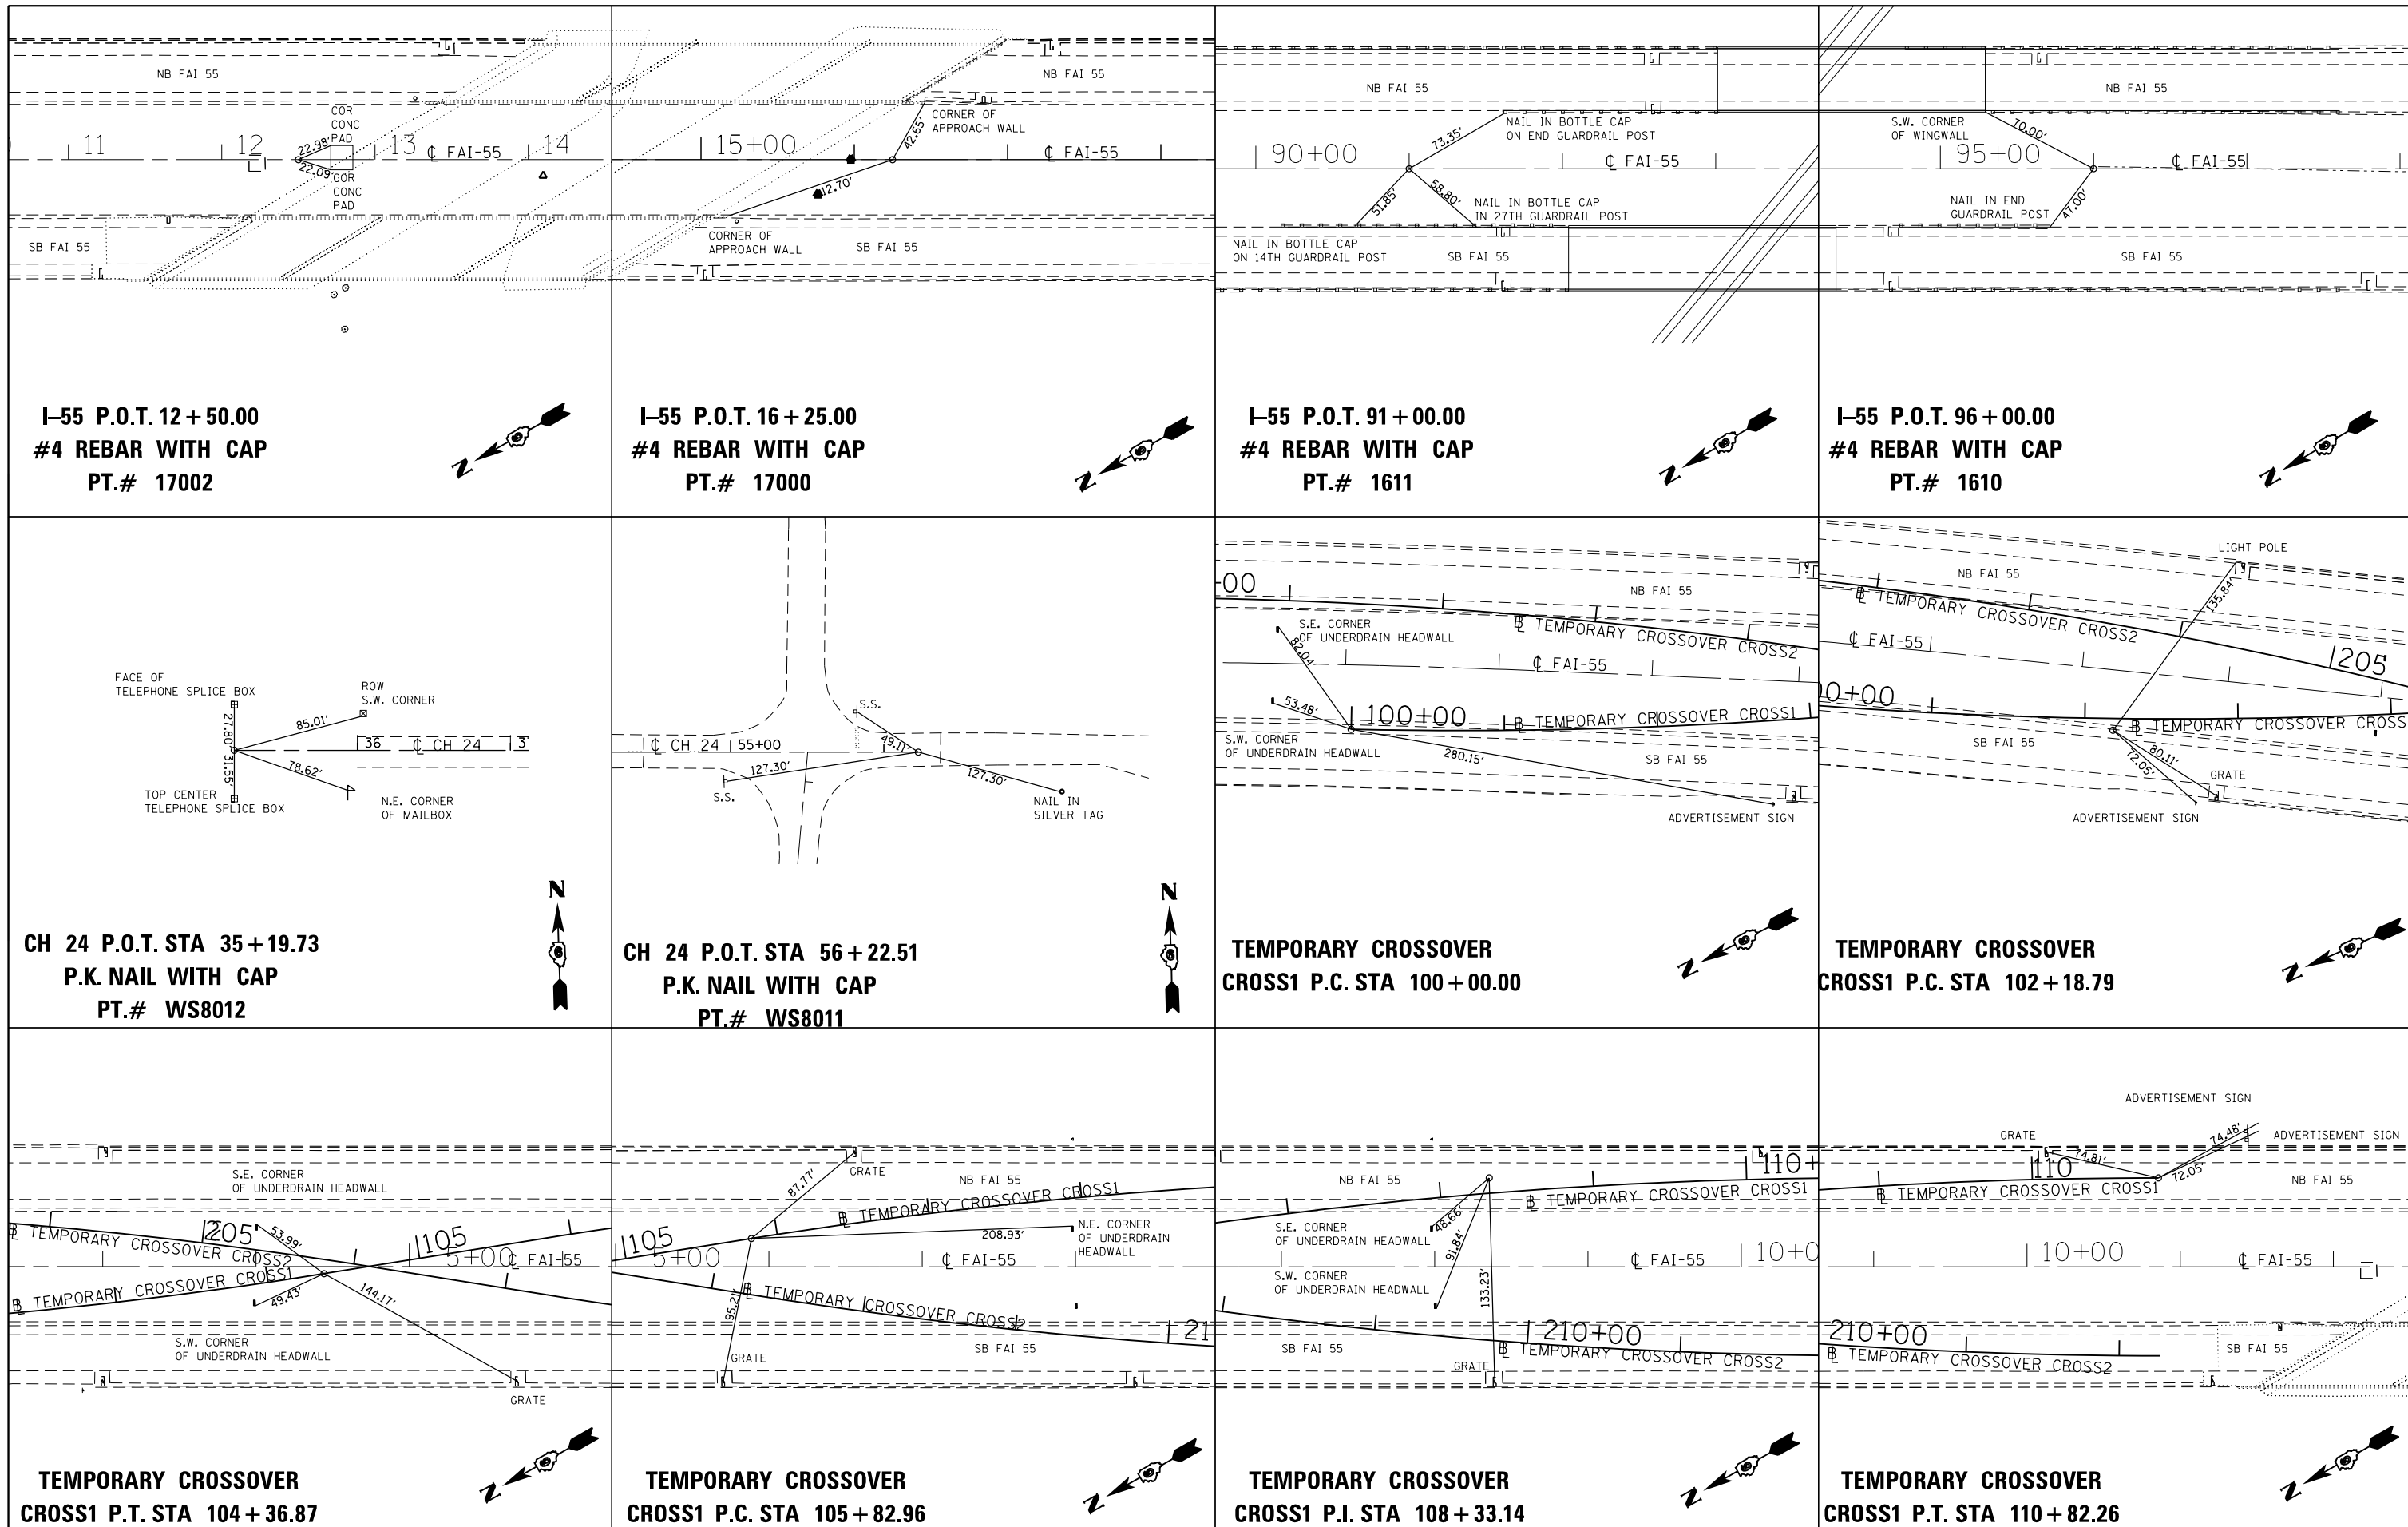 NB FAI 55
COR
CONC
PAD
11
12
22.98'
13
℄ FAI-55
14
22.09'
COR
CONC
PAD
SB FAI 55
I-55 P.O.T. 12+50.00
#4 REBAR WITH CAP
PT.# 17002
N
NB FAI 55
CORNER OF
APPROACH WALL
42.65'
15+00
℄ FAI-55
12.70'
CORNER OF
APPROACH WALL
SB FAI 55
I-55 P.O.T. 16+25.00
#4 REBAR WITH CAP
PT.# 17000
N
NB FAI 55
NAIL IN BOTTLE CAP
ON END GUARDRAIL POST
73.35'
90+00
℄ FAI-55
51.85'
58.80'
NAIL IN BOTTLE CAP
IN 27TH GUARDRAIL POST
NAIL IN BOTTLE CAP
ON 14TH GUARDRAIL POST
SB FAI 55
I-55 P.O.T. 91+00.00
#4 REBAR WITH CAP
PT.# 1611
N
NB FAI 55
S.W. CORNER
OF WINGWALL
70.00'
95+00
℄ FAI-55
NAIL IN END
GUARDRAIL POST
47.00'
SB FAI 55
I-55 P.O.T. 96+00.00
#4 REBAR WITH CAP
PT.# 1610
N
FACE OF
TELEPHONE SPLICE BOX
ROW
S.W. CORNER
27.80'
85.01'
36
℄ CH 24
3
31.55'
78.62'
TOP CENTER
TELEPHONE SPLICE BOX
N.E. CORNER
OF MAILBOX
N
CH 24 P.O.T. STA 35+19.73
P.K. NAIL WITH CAP
PT.# WS8012
S.S.
℄ CH 24
55+00
49.11'
127.30'
127.30'
S.S.
NAIL IN
SILVER TAG
N
CH 24 P.O.T. STA 56+22.51
P.K. NAIL WITH CAP
PT.# WS8011
-00
NB FAI 55
S.E. CORNER
OF UNDERDRAIN HEADWALL
℄ TEMPORARY CROSSOVER CROSS2
82.04'
℄ FAI-55
53.48'
100+00
℄ TEMPORARY CROSSOVER CROSS1
S.W. CORNER
OF UNDERDRAIN HEADWALL
280.15'
SB FAI 55
ADVERTISEMENT SIGN
TEMPORARY CROSSOVER
CROSS1 P.C. STA 100+00.00
N
LIGHT POLE
NB FAI 55
135.84'
℄ TEMPORARY CROSSOVER CROSS2
℄ FAI-55
205
00+00
℄ TEMPORARY CROSSOVER CROSS
SB FAI 55
80.11'
72.05'
GRATE
ADVERTISEMENT SIGN
TEMPORARY CROSSOVER
CROSS1 P.C. STA 102+18.79
N
S.E. CORNER
OF UNDERDRAIN HEADWALL
205
53.99'
105
℄ TEMPORARY CROSSOVER CROSS2
5+00
℄ FAI-55
℄ TEMPORARY CROSSOVER CROSS1
49.43'
144.17'
S.W. CORNER
OF UNDERDRAIN HEADWALL
GRATE
TEMPORARY CROSSOVER
CROSS1 P.T. STA 104+36.87
N
87.77'
GRATE
NB FAI 55
℄ TEMPORARY CROSSOVER CROSS1
208.93'
N.E. CORNER
OF UNDERDRAIN
HEADWALL
105
5+00
℄ FAI-55
95.21'
℄ TEMPORARY CROSSOVER CROSS2
21
GRATE
SB FAI 55
TEMPORARY CROSSOVER
CROSS1 P.C. STA 105+82.96
N
110+
NB FAI 55
℄ TEMPORARY CROSSOVER CROSS1
48.66'
S.E. CORNER
OF UNDERDRAIN HEADWALL
91.84'
℄ FAI-55
10+0
S.W. CORNER
OF UNDERDRAIN HEADWALL
133.23'
210+00
SB FAI 55
℄ TEMPORARY CROSSOVER CROSS2
GRATE
TEMPORARY CROSSOVER
CROSS1 P.I. STA 108+33.14
N
ADVERTISEMENT SIGN
GRATE
74.48'
ADVERTISEMENT SIGN
74.81'
110
72.05'
NB FAI 55
℄ TEMPORARY CROSSOVER CROSS1
10+00
℄ FAI-55
210+00
SB FAI 55
℄ TEMPORARY CROSSOVER CROSS2
TEMPORARY CROSSOVER
CROSS1 P.T. STA 110+82.26
N